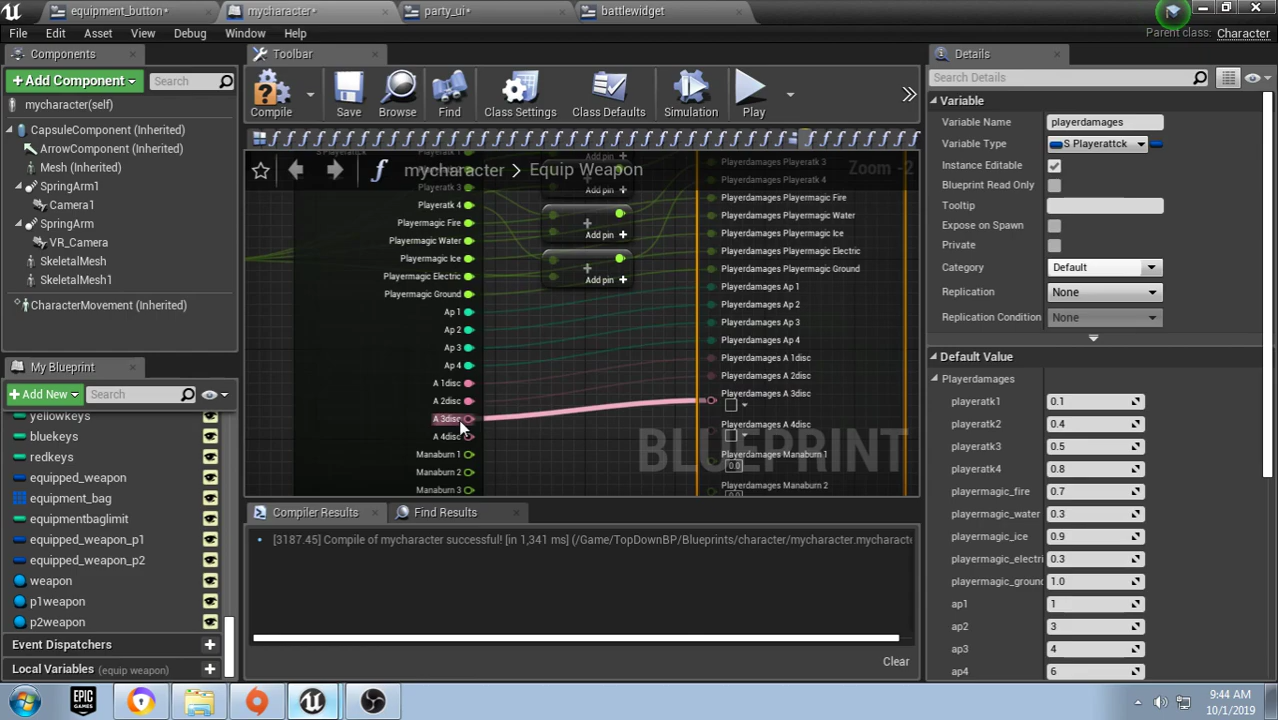 equipment_button*
mycharacter*
party_ui*
battlewidget
File
Edit
Asset
View
Debug
Window
Help
Parent class: Character
Components
Add Component
Search
mycharacter(self)
CapsuleComponent (Inherited)
ArrowComponent (Inherited)
Mesh (Inherited)
SpringArm1
Camera1
SpringArm
VR_Camera
SkeletalMesh
SkeletalMesh1
CharacterMovement (Inherited)
My Blueprint
Add New
Search
yellowkeys
bluekeys
redkeys
equipped_weapon
equipment_bag
equipmentbaglimit
equipped_weapon_p1
equipped_weapon_p2
weapon
p1weapon
p2weapon
Event Dispatchers
Local Variables (equip weapon)
Toolbar
Compile
Save
Browse
Find
Class Settings
Class Defaults
Simulation
Play
mycharacter > Equip Weapon
Zoom -2
Playeratk 3
Playeratk 4
Playermagic Fire
Playermagic Water
Playermagic Ice
Playermagic Electric
Playermagic Ground
Ap 1
Ap 2
Ap 3
Ap 4
A 1disc
A 2disc
A 3disc
A 4disc
Manaburn 1
Manaburn 2
Manaburn 3
Add pin
Add pin
Add pin
Add pin
Playerdamages Playeratk 3
Playerdamages Playeratk 4
Playerdamages Playermagic Fire
Playerdamages Playermagic Water
Playerdamages Playermagic Ice
Playerdamages Playermagic Electric
Playerdamages Playermagic Ground
Playerdamages Ap 1
Playerdamages Ap 2
Playerdamages Ap 3
Playerdamages Ap 4
Playerdamages A 1disc
Playerdamages A 2disc
Playerdamages A 3disc
Playerdamages A 4disc
Playerdamages Manaburn 1
0.0
Playerdamages Manaburn 2
BLUEPRINT
Compiler Results
Find Results
[3187.45] Compile of mycharacter successful! [in 1,341 ms] (/Game/TopDownBP/Blueprints/character/mycharacter.mycharacte
Clear
Details
Search Details
Variable
Variable Name
playerdamages
Variable Type
S Playerattck
Instance Editable
Blueprint Read Only
Tooltip
Expose on Spawn
Private
Category
Default
Replication
None
Replication Condition
None
Default Value
Playerdamages
playeratk1
0.1
playeratk2
0.4
playeratk3
0.5
playeratk4
0.8
playermagic_fire
0.7
playermagic_water
0.3
playermagic_ice
0.9
playermagic_electri
0.3
playermagic_ground
1.0
ap1
1
ap2
3
ap3
4
ap4
6
EPIC
GAMES
9:44 AM
10/1/2019